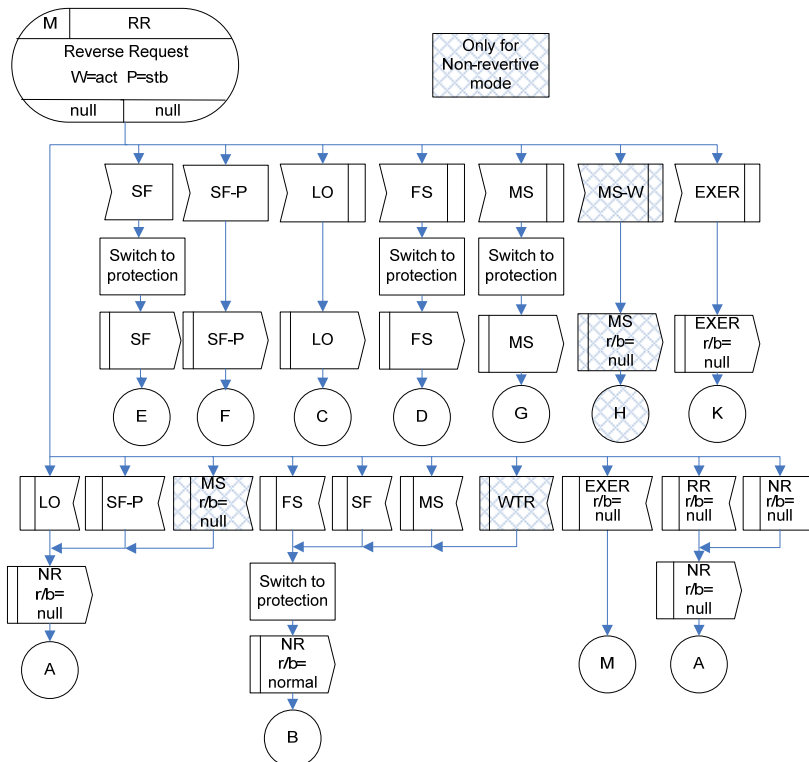 M RR
Reverse Request
W=act P=stb
null null
Only for
Non-revertive
mode
SF SF-P LO FS MS MS-W EXER
Switch to
protection
Switch to
protection
Switch to
protection
SF SF-P LO FS MS
MS
r/b=
null
EXER
r/b=
null
E F C D G H K
LO SF-P
MS
r/b=
null
FS SF MS WTR
EXER
r/b=
null
RR
r/b=
null
NR
r/b=
null
NR
r/b=
null
Switch to
protection
NR
r/b=
null
NR
r/b=
normal
A M A
B